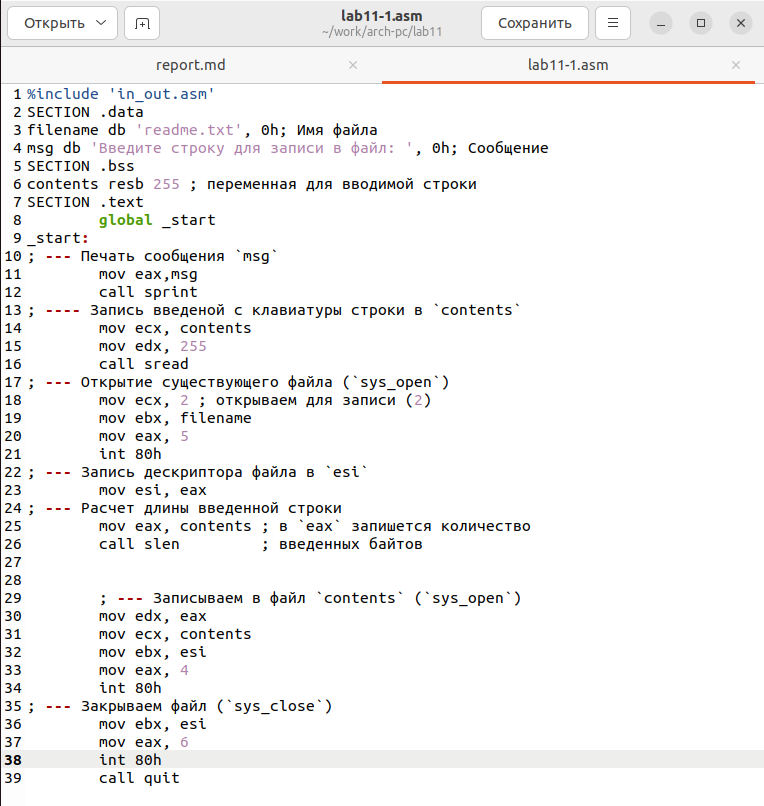 Открыть
lab11-1.asm
~/work/arch-pc/lab11
Сохранить
report.md
lab11-1.asm
1 %include 'in_out.asm'
2 SECTION .data
3 filename db 'readme.txt', 0h; Имя файла
4 msg db 'Введите строку для записи в файл: ', 0h; Сообщение
5 SECTION .bss
6 contents resb 255 ; переменная для вводимой строки
7 SECTION .text
8         global _start
9 _start:
10 ; --- Печать сообщения `msg`
11         mov eax,msg
12         call sprint
13 ; ---- Запись введеной с клавиатуры строки в `contents`
14         mov ecx, contents
15         mov edx, 255
16         call sread
17 ; --- Открытие существующего файла (`sys_open`)
18         mov ecx, 2 ; открываем для записи (2)
19         mov ebx, filename
20         mov eax, 5
21         int 80h
22 ; --- Запись дескриптора файла в `esi`
23         mov esi, eax
24 ; --- Расчет длины введенной строки
25         mov eax, contents ; в `eax` запишется количество
26         call slen         ; введенных байтов
27
28
29         ; --- Записываем в файл `contents` (`sys_open`)
30         mov edx, eax
31         mov ecx, contents
32         mov ebx, esi
33         mov eax, 4
34         int 80h
35 ; --- Закрываем файл (`sys_close`)
36         mov ebx, esi
37         mov eax, 6
38         int 80h
39         call quit